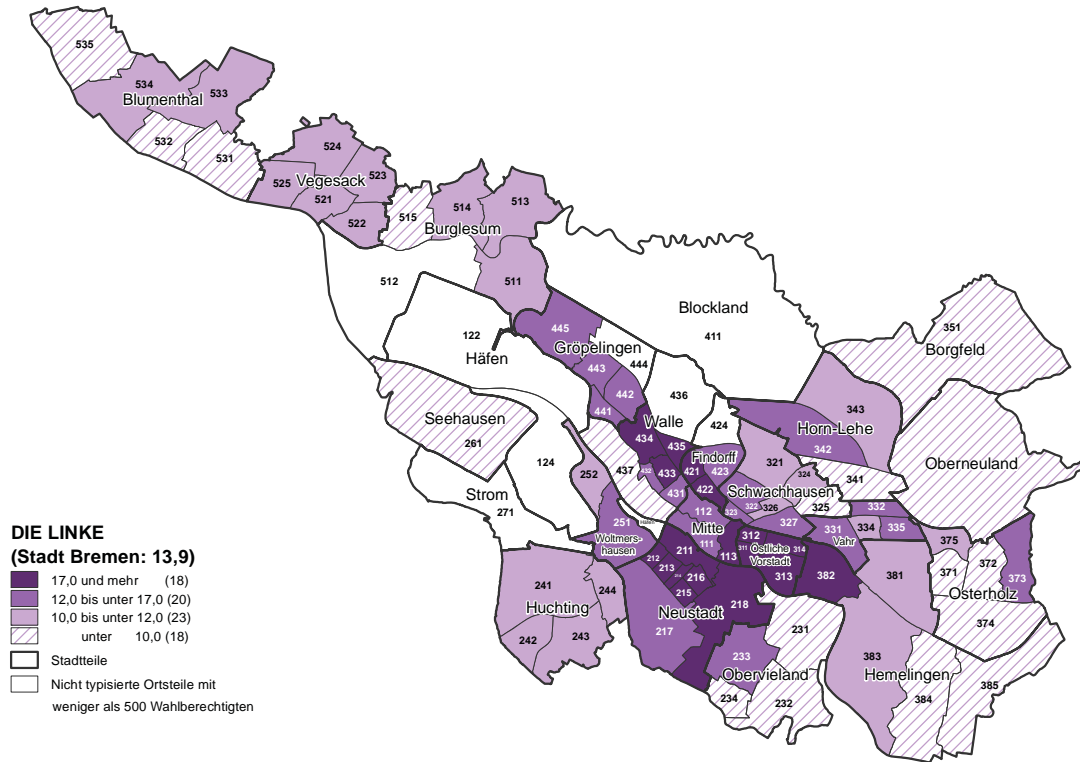 535
534
533
Blumenthal
532
531
524
523
525
Vegesack
521
522
515
514
513
Burglesum
511
512
Blockland
411
122
Häfen
445
Gröpelingen
444
443
442
441
436
351
Borgfeld
343
Horn-Lehe
342
341
Seehausen
261
Walle
434
435
424
Findorff
421
423
432
433
422
431
437
321
324
Schwachhausen
322
326
325
323
327
Oberneuland
124
252
Strom
271
251
Häfen
Woltmers-
hausen
112
Mitte
111
113
312
311
Östliche
Vorstadt
314
313
332
331
334
335
Vahr
382
381
375
371
372
373
Osterholz
374
241
244
Huchting
242
243
212
211
213
214
216
215
Neustadt
218
217
231
233
Obervieland
234
232
383
Hemelingen
384
385
DIE LINKE
(Stadt Bremen: 13,9)
17,0 und mehr (18)
12,0 bis unter 17,0 (20)
10,0 bis unter 12,0 (23)
unter 10,0 (18)
Stadtteile
Nicht typisierte Ortsteile mit
weniger als 500 Wahlberechtigten